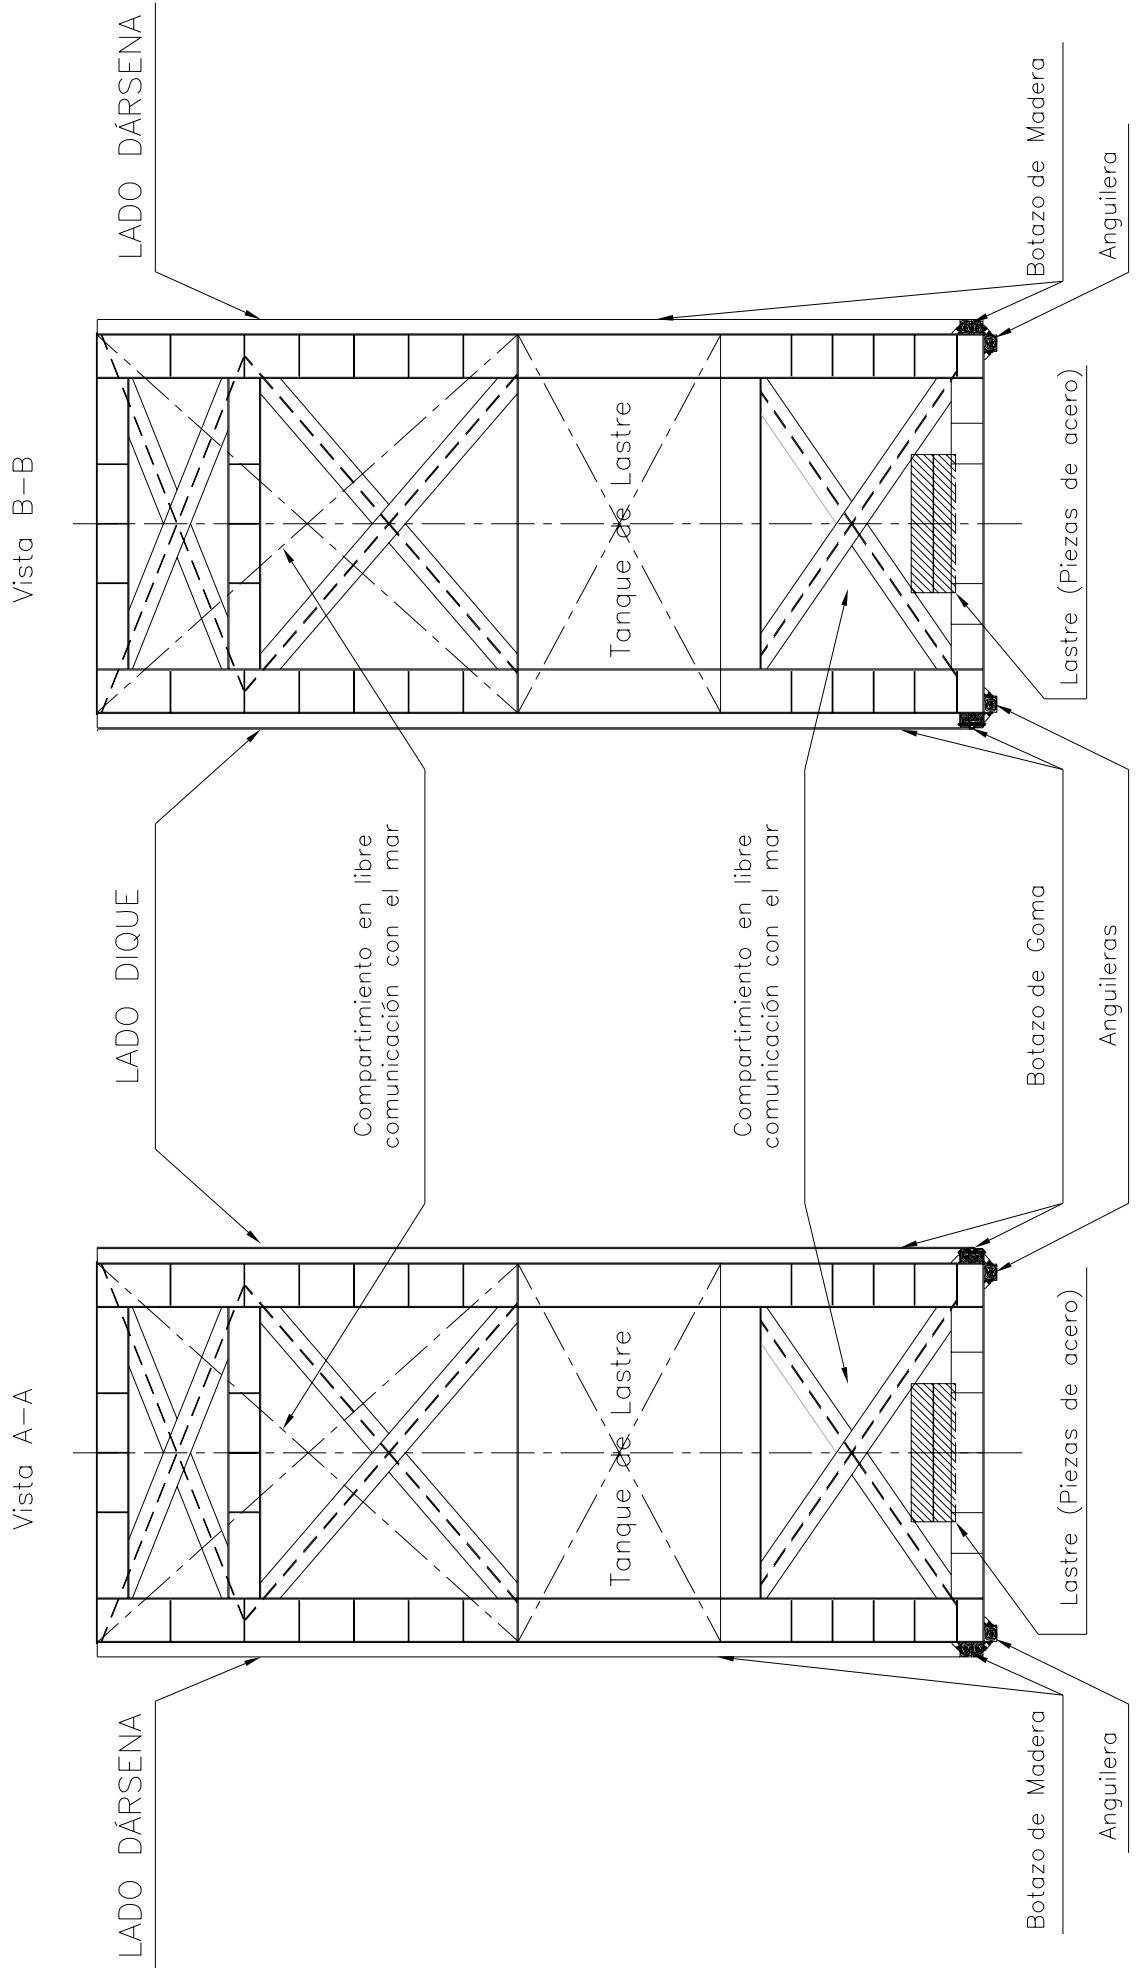 Vista A-A
Vista B-B
LADO DÁRSENA
LADO DIQUE
LADO DÁRSENA
Compartimiento en libre
comunicación con el mar
Tanque de Lastre
Tanque de Lastre
Compartimiento en libre
comunicación con el mar
Botazo de Madera
Botazo de Goma
Botazo de Madera
Lastre (Piezas de acero)
Lastre (Piezas de acero)
Anguilera
Anguileras
Anguilera